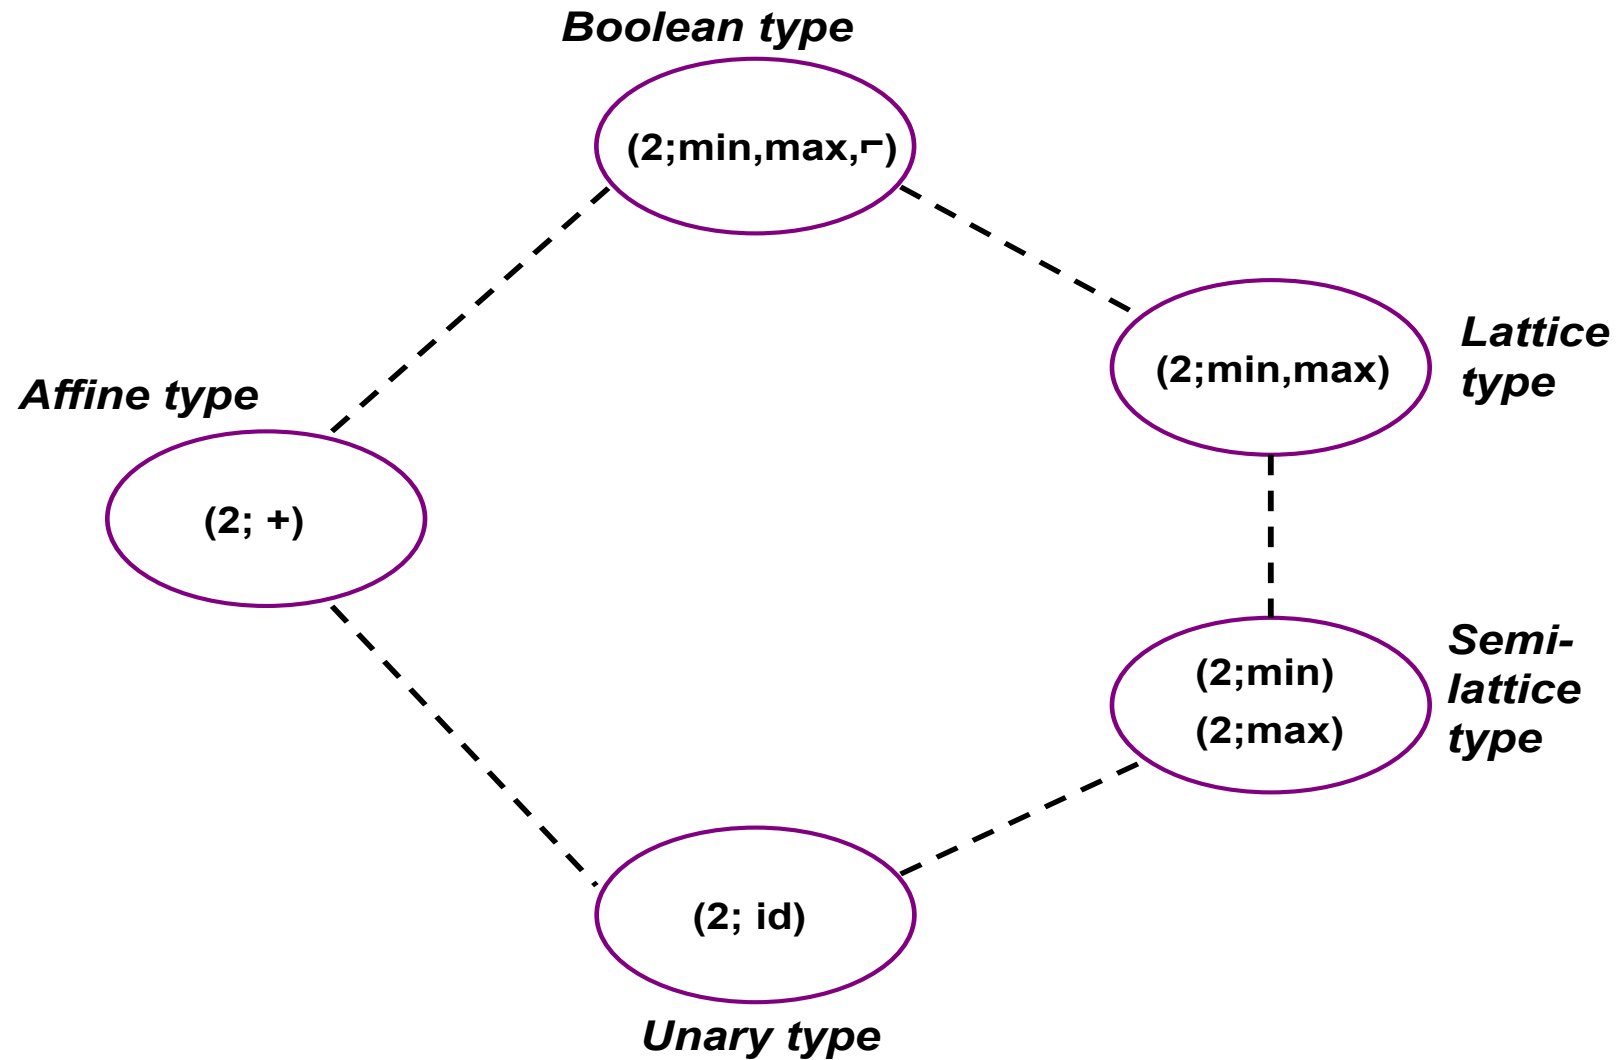 Boolean type
(2;min,max,⌐)
Lattice
type
(2;min,max)
Affine type
(2; +)
Semi-
lattice
type
(2;min)
(2;max)
(2; id)
Unary type